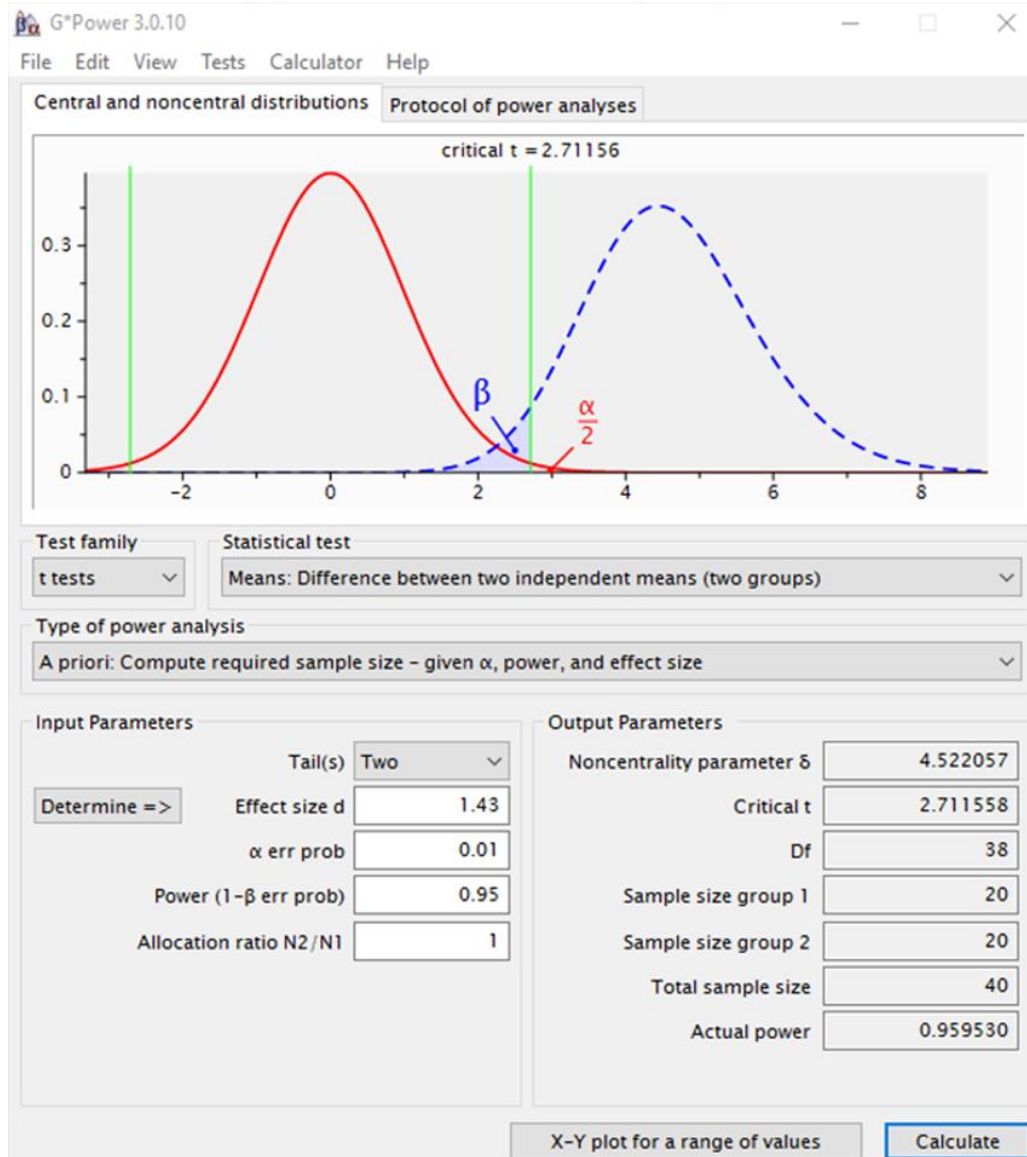 G*Power 3.0.10
File Edit View Tests Calculator Help
Central and noncentral distributions Protocol of power analyses
critical t = 2.71156
0.3
0.2
0.1
0
β
α
2
-2 0 2 4 6 8
Test family Statistical test
t tests Means: Difference between two independent means (two groups)
Type of power analysis
A priori: Compute required sample size - given α, power, and effect size
Input Parameters Output Parameters
Tail(s) Two Noncentrality parameter δ 4.522057
Determine => Effect size d 1.43 Critical t 2.711558
α err prob 0.01 Df 38
Power (1-β err prob) 0.95 Sample size group 1 20
Allocation ratio N2/N1 1 Sample size group 2 20
Total sample size 40
Actual power 0.959530
X-Y plot for a range of values Calculate